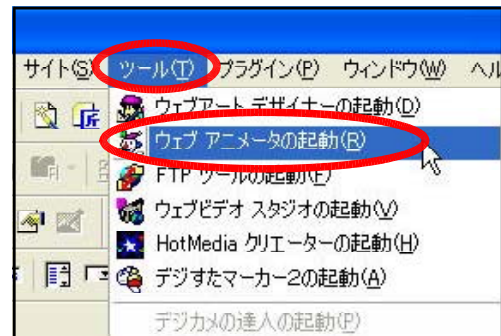 サイト(S) ツール(T) プラグイン(P) ウィンドウ(W) ヘル
ウェブアート デザイナーの起動(D)
ウェブ アニメータの起動(R)
FTP ツールの起動(F)
ウェブビデオ スタジオの起動(V)
HotMedia クリエーターの起動(H)
デジすたマーカー2の起動(A)
デジカメの達人の起動(P)